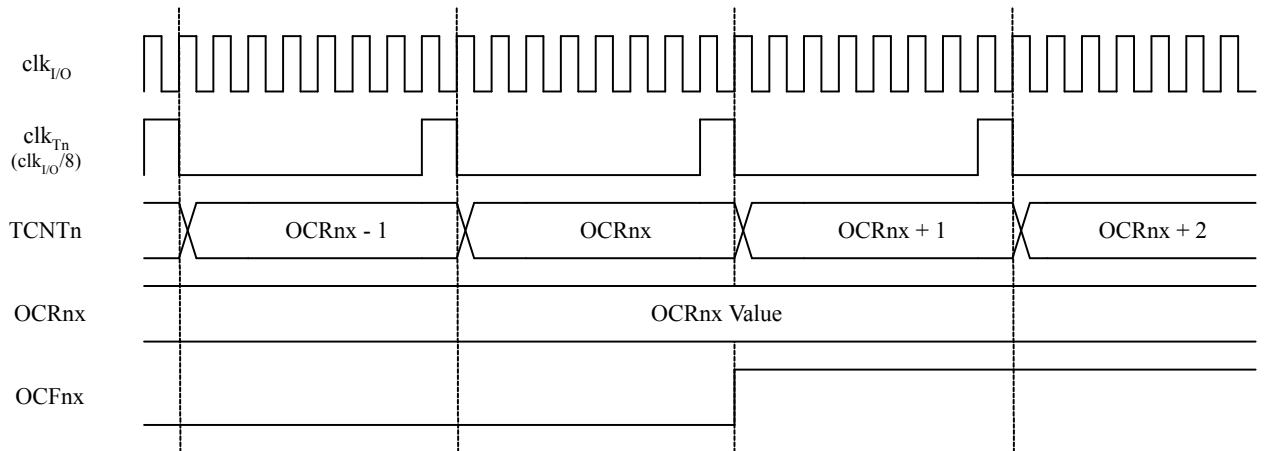 clkI/O
clkTn
(clkI/O/8)
TCNTn
OCRnx - 1
OCRnx
OCRnx + 1
OCRnx + 2
OCRnx
OCRnx Value
OCFnx